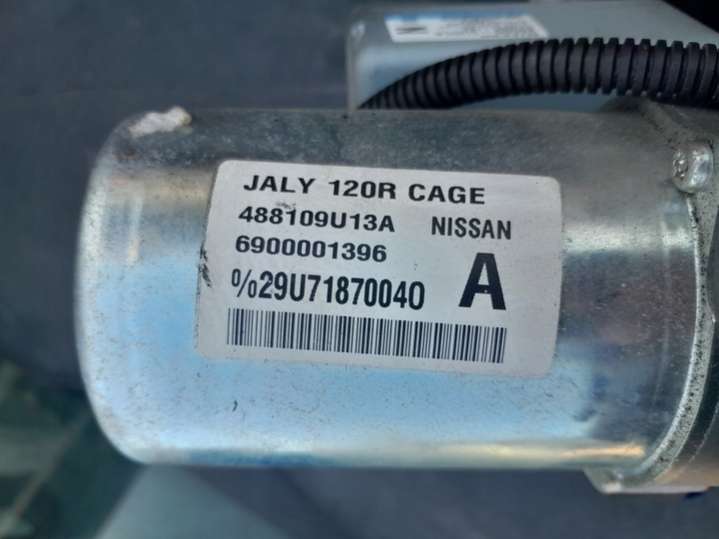 JALY 120R CAGE
488109U13A NISSAN
6900001396
%29U71870040 A